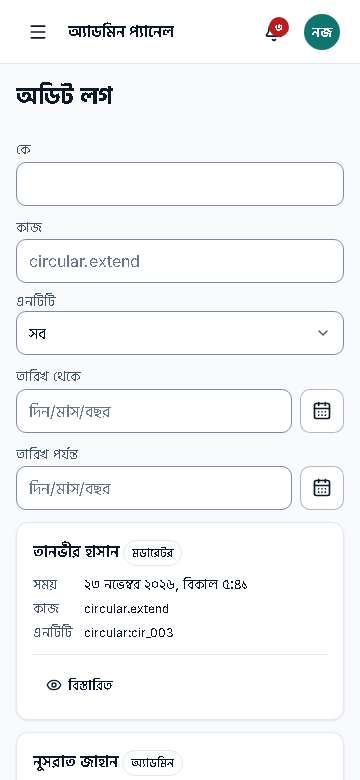 অ্যাডমিন প্যানেল
৩
নজ
অডিট লগ
কে
কাজ
circular.extend
এনটিটি
সব
তারিখ থেকে
দিন/মাস/বছর
তারিখ পর্যন্ত
দিন/মাস/বছর
তানভীর হাসান মডারেটর
সময় ২৩ নভেম্বর ২০২৬, বিকাল ৫:৪১
কাজ circular.extend
এনটিটি circular:cir_003
বিস্তারিত
নুসরাত জাহান অ্যাডমিন